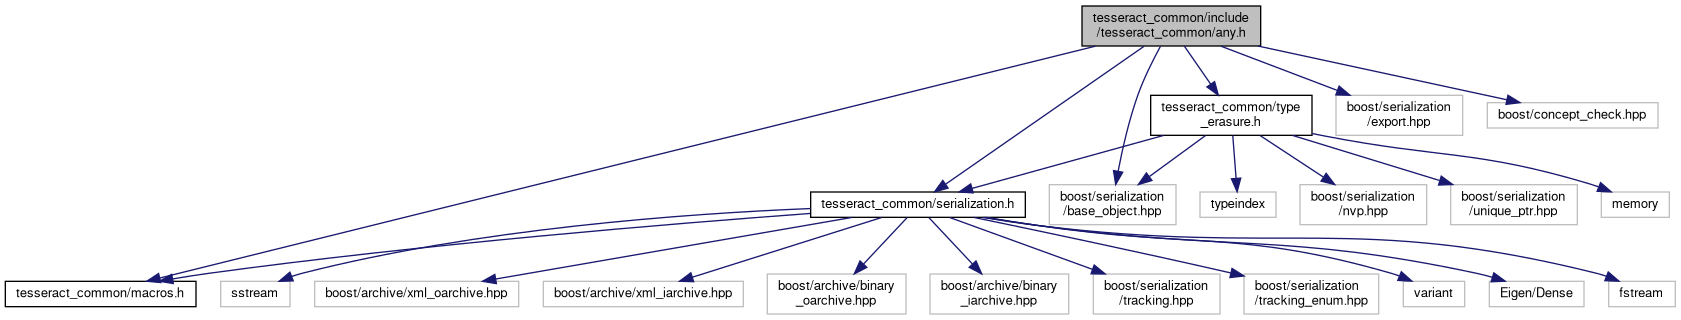 tesseract_common/include
/tesseract_common/any.h
tesseract_common/type
_erasure.h
boost/serialization
/export.hpp
boost/concept_check.hpp
tesseract_common/serialization.h
boost/serialization
/base_object.hpp
typeindex
boost/serialization
/nvp.hpp
boost/serialization
/unique_ptr.hpp
memory
tesseract_common/macros.h
sstream
boost/archive/xml_oarchive.hpp
boost/archive/xml_iarchive.hpp
boost/archive/binary
_oarchive.hpp
boost/archive/binary
_iarchive.hpp
boost/serialization
/tracking.hpp
boost/serialization
/tracking_enum.hpp
variant
Eigen/Dense
fstream